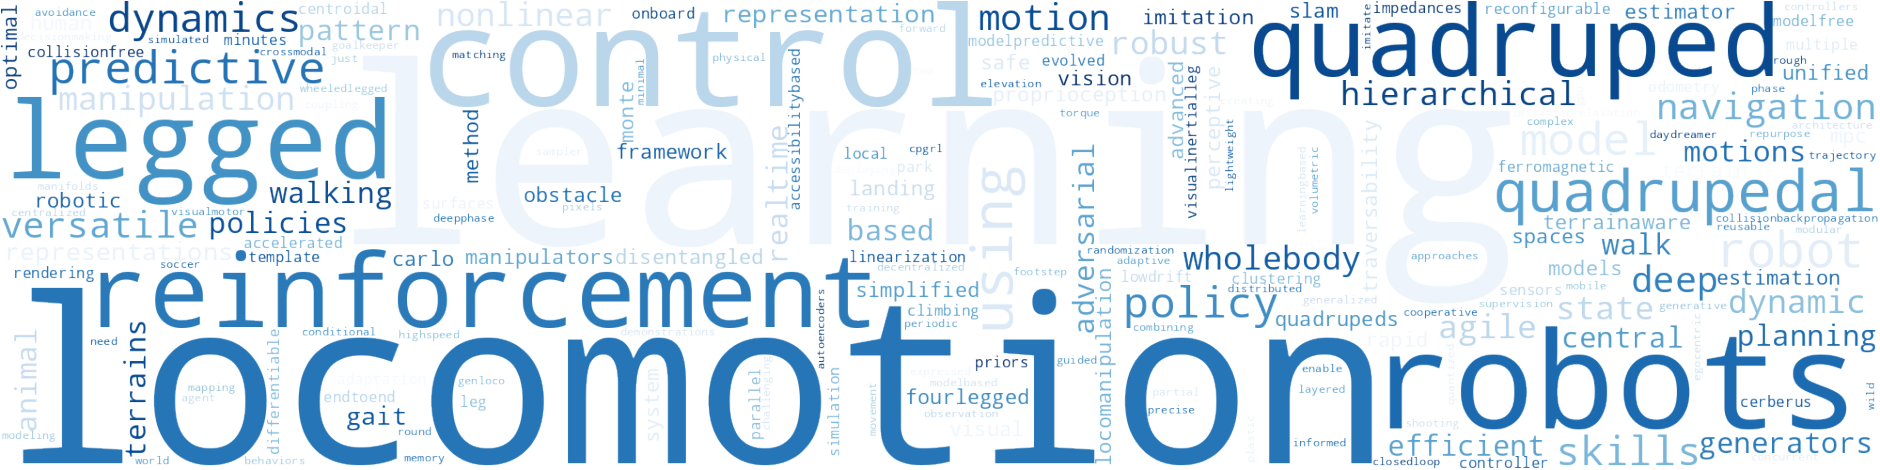 optimal
avoidance
human
decisionmaking
dynamics
simulated
minutes
collisionfree
crossmodal
predictive
centroidal
pattern
goalkeeper
just
wheeledlegged
manipulation
coupling
nonlinear
onboard
representation
forward
control
matching
physical
minimal
monte
motion
modelpredictive
safe
evolved
vision
elevation
proprioception
torque
imitation
robust
slam
impedances
imitate
quadruped
reconfigurable
estimator
controllers
modelfree
multiple
rough
unified
hierarchical
odometry
phase
navigation
legged
learning
method
sampler
framework
realtime
accessibilitybased
local
cpgrl
park
landing
training
using
advanced
visualinertialleg
perceptive
lightweight
creating
learningbased
volumetric
traversability
complex
model
daydreamer
repurpose
architecture
mpc
motions
trajectory
ferromagnetic
quadrupedal
manifolds
robotic
centralized
visualmotor
walking
versatile
policies
surfaces
deepphase
obstacle
pixels
based
adversarial
terrainaware
collisionbackpropagation
reusable
modular
spaces
walk
robot
representations
accelerated
template
rendering
soccer
carlo
manipulators
disentangled
linearization
decentralized
footstep
randomization
adaptive
wholebody
lowdrift
clustering
distributed
approaches
models
mobile
deep
estimation
sensors
supervision
generative
reinforcement
simplified
climbing
periodic
locomanipulation
policy
combining
quadrupeds
generalized
cooperative
state
dynamic
agile
rapid
central
planning
quantized
egocentric
locomotion
animal
need
terrains
differentiable
conditional
highspeed
demonstrations
autoencoders
priors
guided
enable
layered
robots
mapping
agent
adaptation
endtoend
genloco
leg
gait
round
system
parallel
challenging
simulation
movement
expressed
modelbased
fourlegged
observation
visual
partial
precise
plastic
informed
cerberus
wild
shooting
modeling
world
behaviors
memory
efficient
closedloop
controller
skills
generators
concurrent